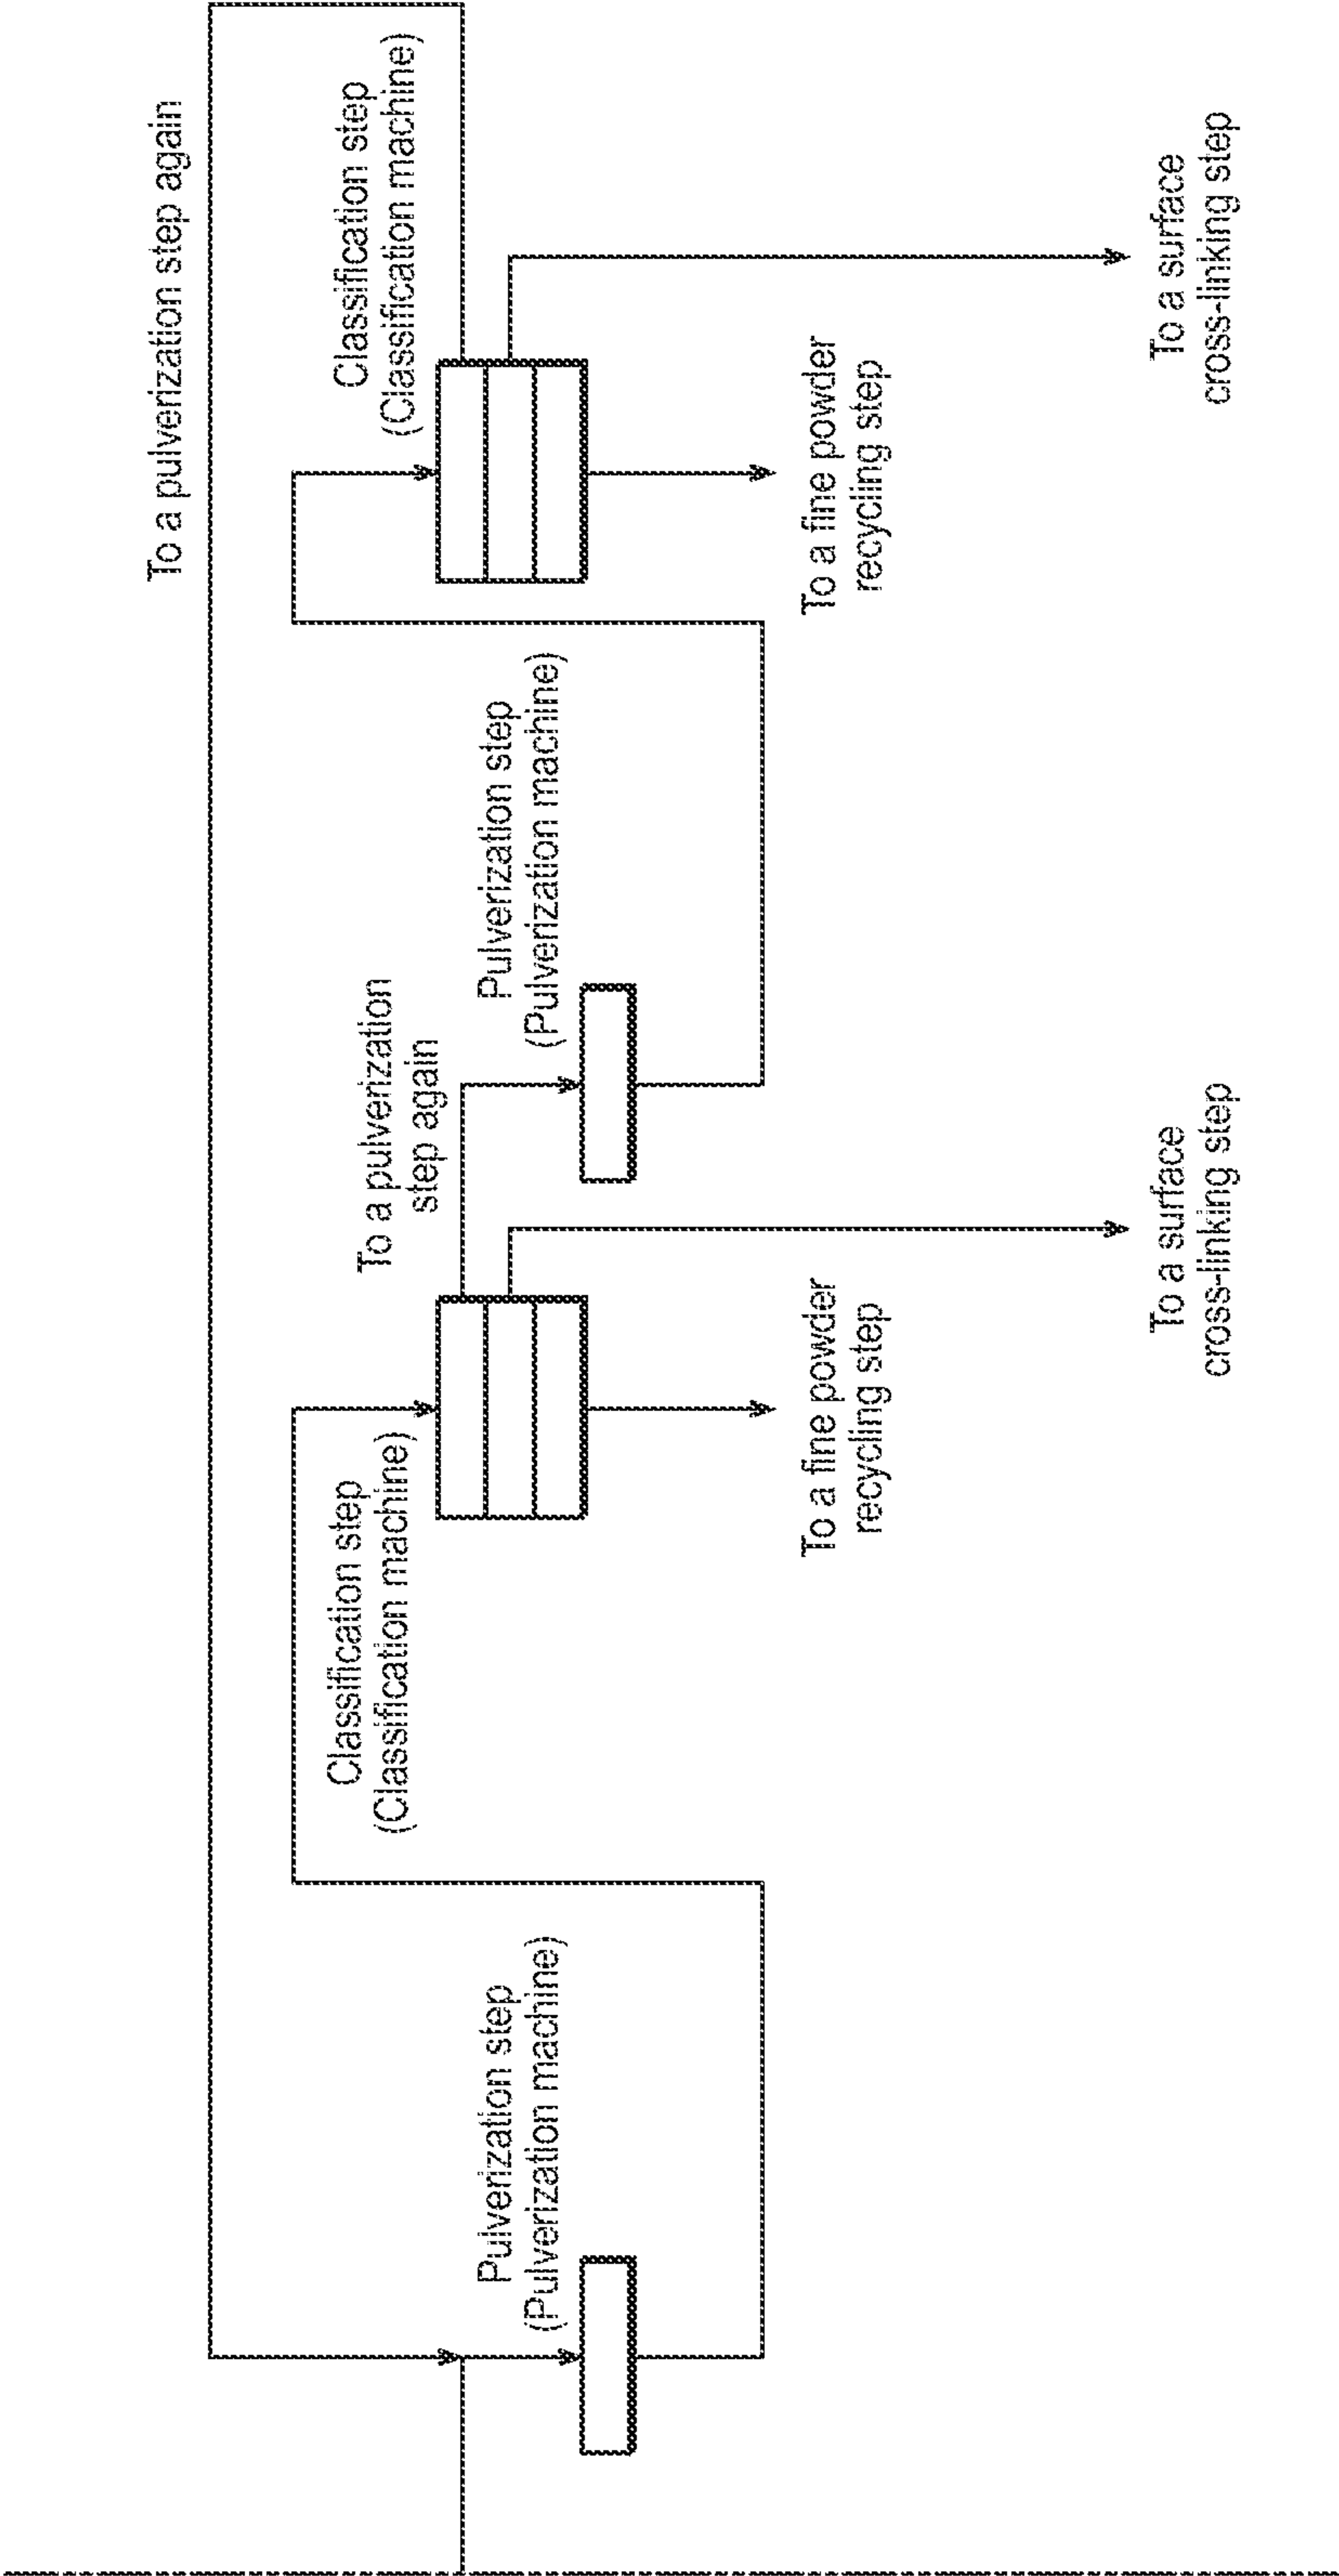 To a pulverization step again
Pulverization step
(Pulverization machine)
Classification step
(Classification machine)
To a fine powder
recycling step
To a surface
cross-linking step
To a pulverization
step again
Pulverization step
(Pulverization machine)
Classification step
(Classification machine)
To a fine powder
recycling step
To a surface
cross-linking step